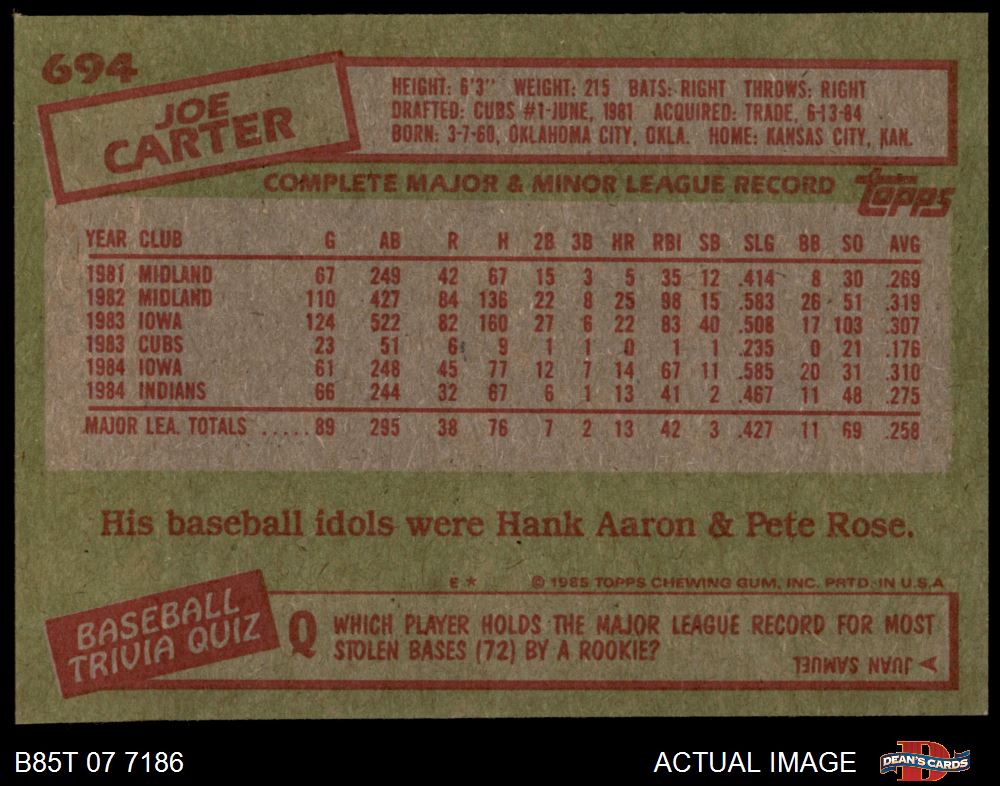 694
JOE
CARTER
HEIGHT: 6'3" WEIGHT: 215 BATS: RIGHT THROWS: RIGHT
DRAFTED: CUBS #1-JUNE, 1981 ACQUIRED: TRADE, 6-13-84
BORN: 3-7-60, OKLAHOMA CITY, OKLA. HOME: KANSAS CITY, KAN.
COMPLETE MAJOR & MINOR LEAGUE RECORD
topps
YEAR CLUB G AB R H 2B 3B HR RBI SB SLG BB SO AVG
1981 MIDLAND 67 249 42 67 15 3 5 35 12 .414 8 30 .269
1982 MIDLAND 110 427 84 136 22 8 25 98 15 .583 26 51 .319
1983 IOWA 124 522 82 160 27 6 22 83 40 .508 17 103 .307
1983 CUBS 23 51 6 9 1 1 0 1 1 .235 0 21 .176
1984 IOWA 61 248 45 77 12 7 14 67 11 .585 20 31 .310
1984 INDIANS 66 244 32 67 6 1 13 41 2 .467 11 48 .275
MAJOR LEA. TOTALS .....89 295 38 76 7 2 13 42 3 .427 11 69 .258
His baseball idols were Hank Aaron & Pete Rose.
E* © 1985 TOPPS CHEWING GUM, INC. PRTD. IN U.S.A.
BASEBALL
TRIVIA QUIZ
Q WHICH PLAYER HOLDS THE MAJOR LEAGUE RECORD FOR MOST
STOLEN BASES (72) BY A ROOKIE?
A JUAN SAMUEL
B85T 07 7186
ACTUAL IMAGE
DEAN'S CARDS